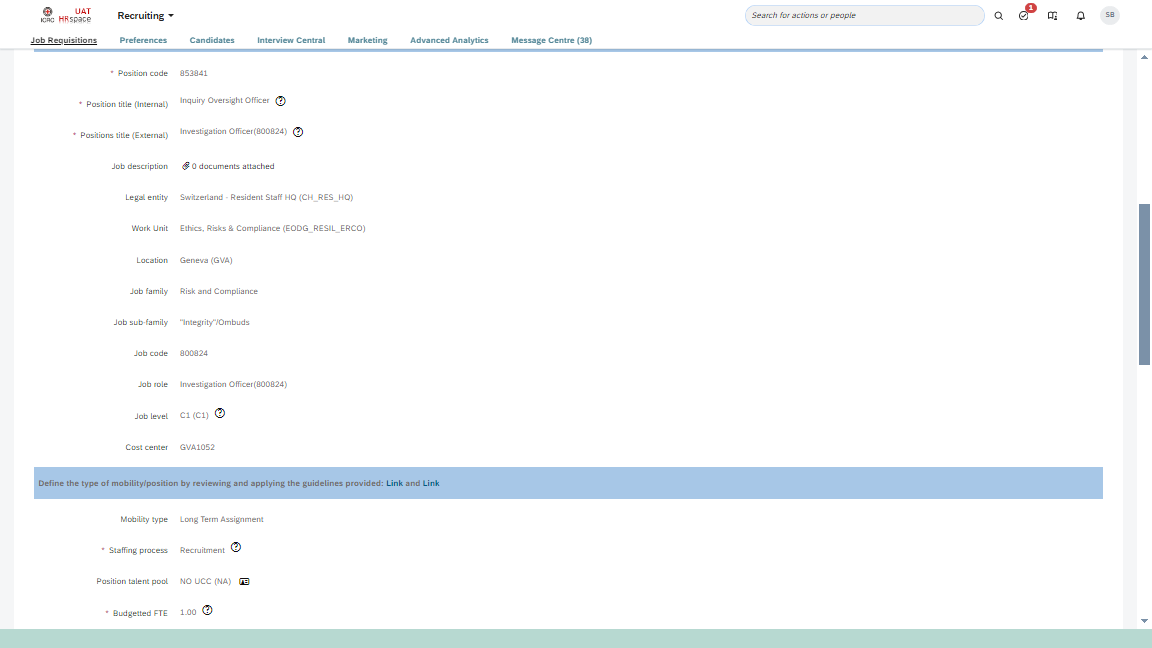 ICRC UAT HRspace Recruiting Search for actions or people 1 SB
Job Requisitions Preferences Candidates Interview Central Marketing Advanced Analytics Message Centre (38)
* Position code 853841
* Position title (Internal) Inquiry Oversight Officer
* Positions title (External) Investigation Officer(800824)
Job description 0 documents attached
Legal entity Switzerland - Resident Staff HQ (CH_RES_HQ)
Work Unit Ethics, Risks & Compliance (EODG_RESIL_ERCO)
Location Geneva (GVA)
Job family Risk and Compliance
Job sub-family "Integrity"/Ombuds
Job code 800824
Job role Investigation Officer(800824)
Job level C1 (C1)
Cost center GVA1052
Define the type of mobility/position by reviewing and applying the guidelines provided: Link and Link
Mobility type Long Term Assignment
* Staffing process Recruitment
Position talent pool NO UCC (NA)
* Budgetted FTE 1.00